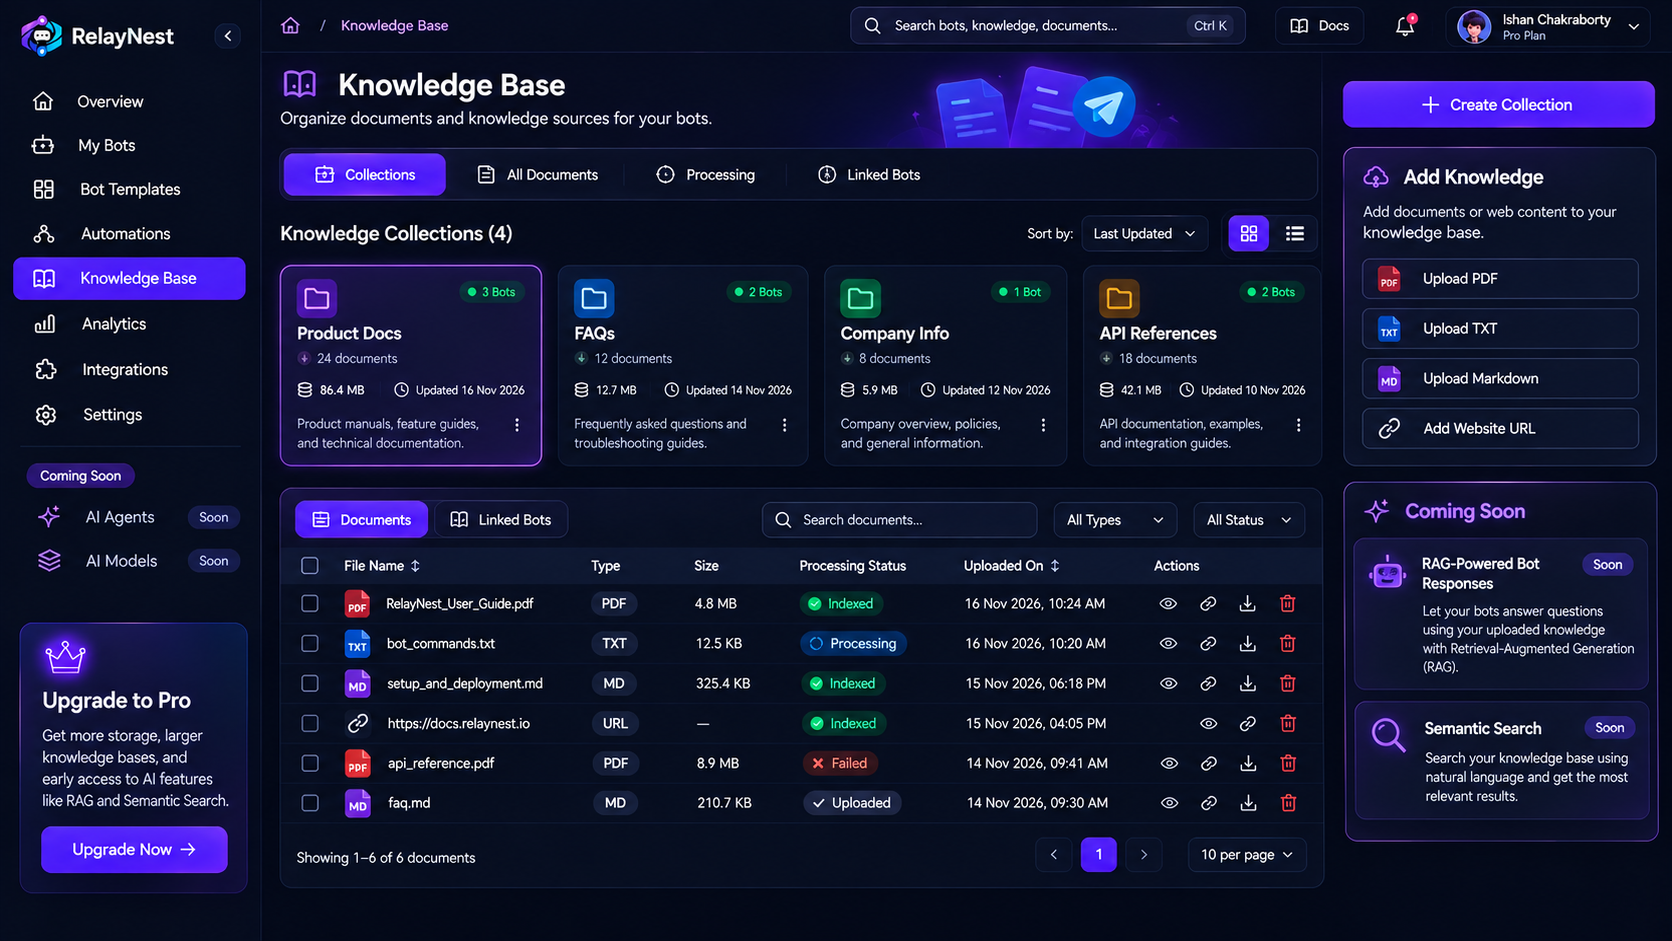 RelayNest
Overview
My Bots
Bot Templates
Automations
Knowledge Base
Analytics
Integrations
Settings
Coming Soon
AI Agents Soon
AI Models Soon
Upgrade to Pro
Get more storage, larger
knowledge bases, and
early access to AI features
like RAG and Semantic Search.
Upgrade Now →
/ Knowledge Base
Search bots, knowledge, documents... Ctrl K
Docs
Ishan Chakraborty
Pro Plan
Knowledge Base
Organize documents and knowledge sources for your bots.
Collections All Documents Processing Linked Bots
Knowledge Collections (4)
Sort by: Last Updated
3 Bots
Product Docs
24 documents
86.4 MB Updated 16 Nov 2026
Product manuals, feature guides,
and technical documentation.
2 Bots
FAQs
12 documents
12.7 MB Updated 14 Nov 2026
Frequently asked questions and
troubleshooting guides.
1 Bot
Company Info
8 documents
5.9 MB Updated 12 Nov 2026
Company overview, policies,
and general information.
2 Bots
API References
18 documents
42.1 MB Updated 10 Nov 2026
API documentation, examples,
and integration guides.
Documents Linked Bots
Search documents... All Types All Status
File Name Type Size Processing Status Uploaded On Actions
PDF RelayNest_User_Guide.pdf PDF 4.8 MB Indexed 16 Nov 2026, 10:24 AM
TXT bot_commands.txt TXT 12.5 KB Processing 16 Nov 2026, 10:20 AM
MD setup_and_deployment.md MD 325.4 KB Indexed 15 Nov 2026, 06:18 PM
https://docs.relaynest.io URL — Indexed 15 Nov 2026, 04:05 PM
PDF api_reference.pdf PDF 8.9 MB Failed 14 Nov 2026, 09:41 AM
MD faq.md MD 210.7 KB Uploaded 14 Nov 2026, 09:30 AM
Showing 1–6 of 6 documents
1
10 per page
+ Create Collection
Add Knowledge
Add documents or web content to your
knowledge base.
PDF Upload PDF
TXT Upload TXT
MD Upload Markdown
Add Website URL
Coming Soon
RAG-Powered Bot Soon
Responses
Let your bots answer questions
using your uploaded knowledge
with Retrieval-Augmented Generation
(RAG).
Semantic Search Soon
Search your knowledge base using
natural language and get the most
relevant results.